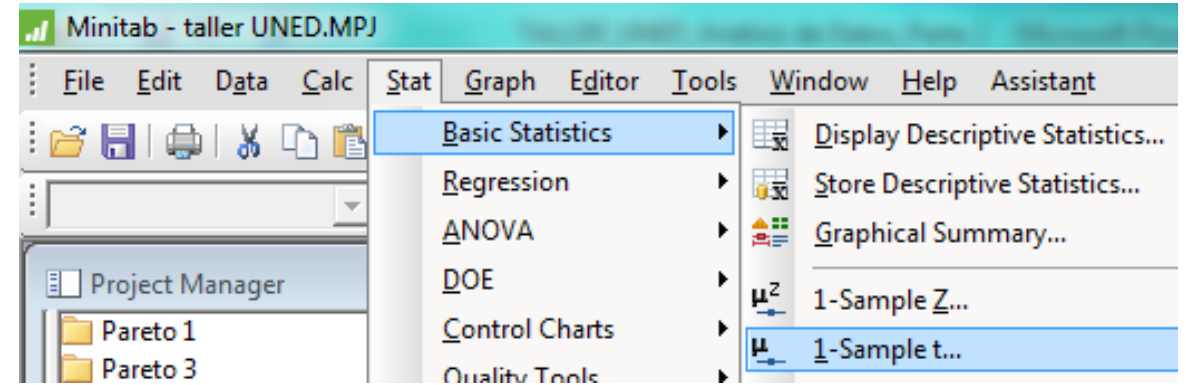 Minitab - taller UNED.MPJ
File Edit Data Calc Stat Graph Editor Tools Window Help Assistant
Basic Statistics
Regression
ANOVA
DOE
Control Charts
Quality Tools
Display Descriptive Statistics...
Store Descriptive Statistics...
Graphical Summary...
µZ 1-Sample Z...
µ 1-Sample t...
Project Manager
Pareto 1
Pareto 3